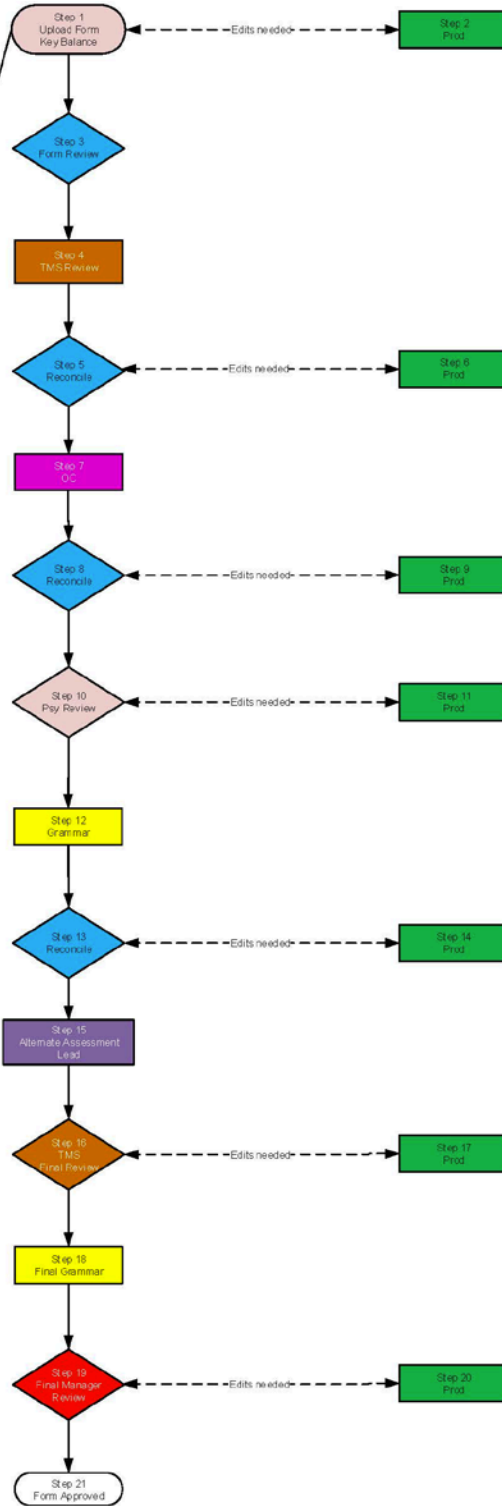 Step 1
Upload Form
Key Balance
Edits needed
Step 2
Prod
Step 3
Form Review
Step 4
TMS Review
Step 5
Reconcile
Edits needed
Step 6
Prod
Step 7
OC
Step 8
Reconcile
Edits needed
Step 9
Prod
Step 10
Psy Review
Edits needed
Step 11
Prod
Step 12
Grammar
Step 13
Reconcile
Edits needed
Step 14
Prod
Step 15
Alternate Assessment
Lead
Step 16
TMS
Final Review
Edits needed
Step 17
Prod
Step 18
Final Grammar
Step 19
Final Manager
Review
Edits needed
Step 20
Prod
Step 21
Form Approved